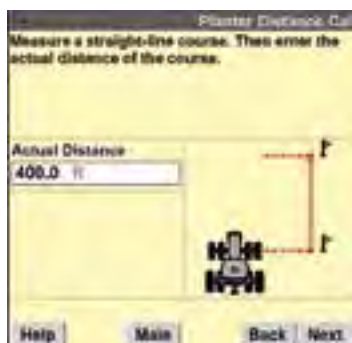 Planter Distance Cal
Measure a straight-line course. Then enter the
actual distance of the course.
Actual Distance
400.0 ft
Help Main Back Next